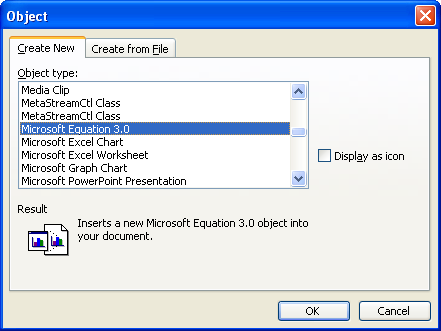 Object
Create New
Create from File
Object type:
Media Clip
MetaStreamCtl Class
MetaStreamCtl Class
Microsoft Equation 3.0
Microsoft Excel Chart
Microsoft Excel Worksheet
Microsoft Graph Chart
Microsoft PowerPoint Presentation
Display as icon
Result
Inserts a new Microsoft Equation 3.0 object into
your document.
OK
Cancel